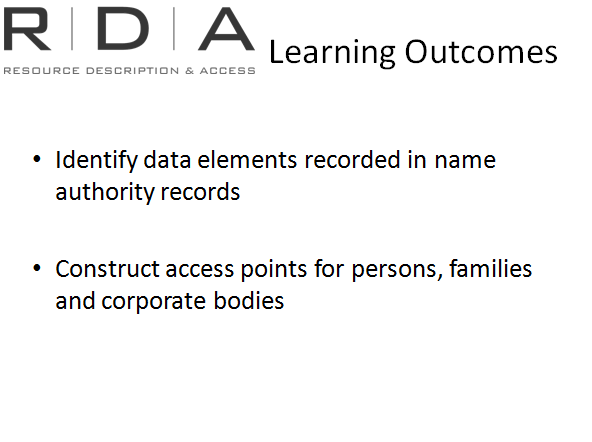 R | D | A
RESOURCE DESCRIPTION & ACCESS
Learning Outcomes
• Identify data elements recorded in name
authority records
• Construct access points for persons, families
and corporate bodies